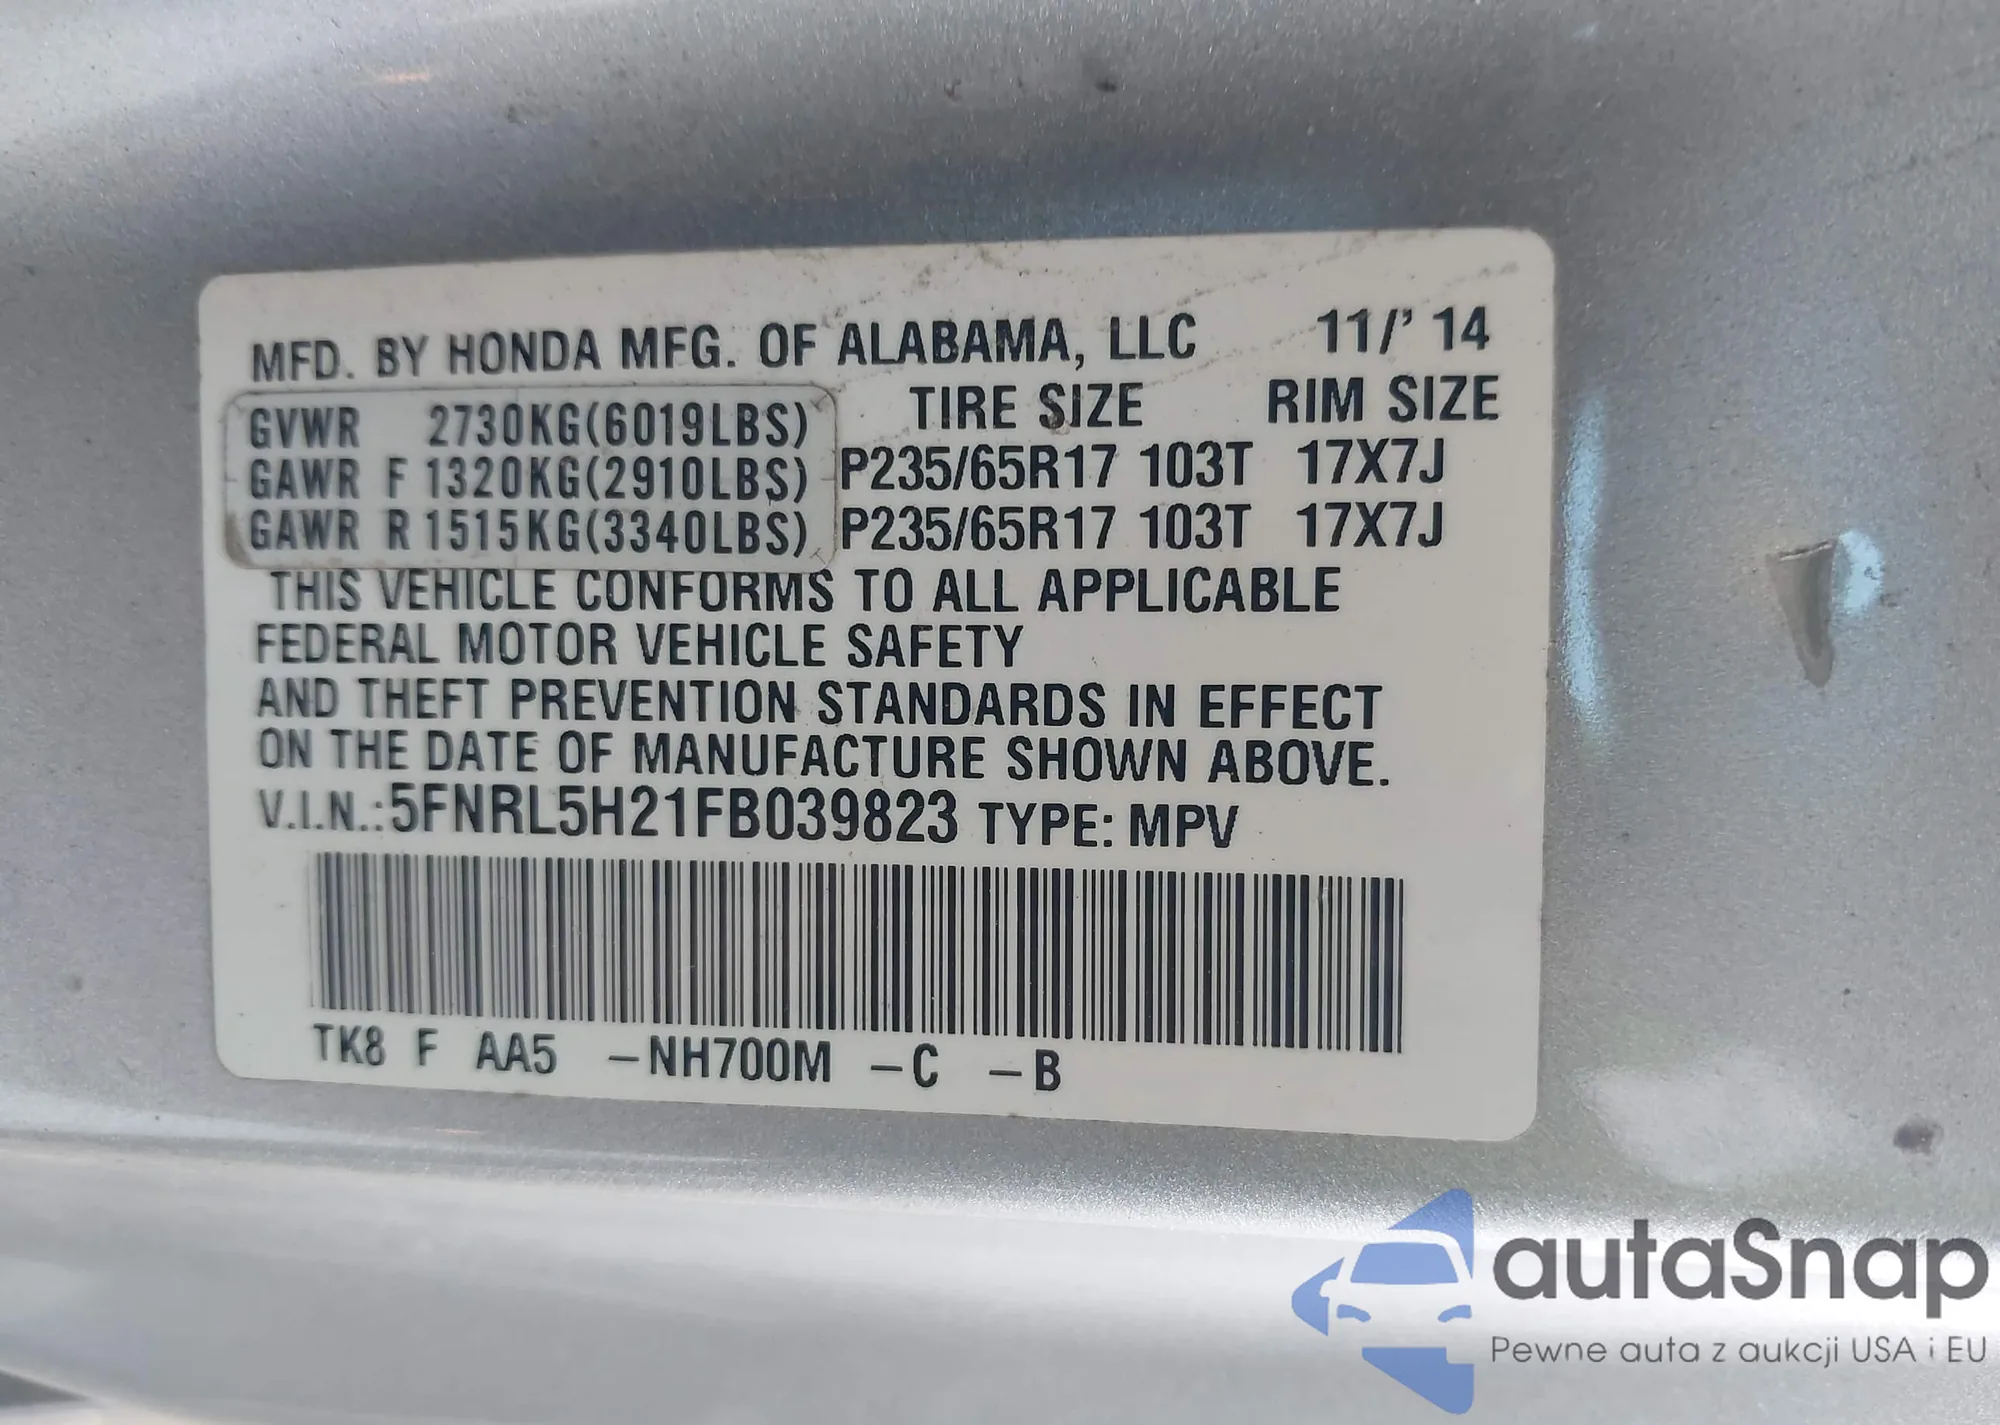 MFD. BY HONDA MFG. OF ALABAMA, LLC 11/' 14
TIRE SIZE RIM SIZE
GVWR 2730KG(6019LBS)
GAWR F 1320KG(2910LBS) P235/65R17 103T 17X7J
GAWR R 1515KG(3340LBS) P235/65R17 103T 17X7J
THIS VEHICLE CONFORMS TO ALL APPLICABLE
FEDERAL MOTOR VEHICLE SAFETY
AND THEFT PREVENTION STANDARDS IN EFFECT
ON THE DATE OF MANUFACTURE SHOWN ABOVE.
V.I.N.:5FNRL5H21FB039823 TYPE: MPV
TK8 F AA5 –NH700M –C –B
autaSnap
Pewne auta z aukcji USA i EU